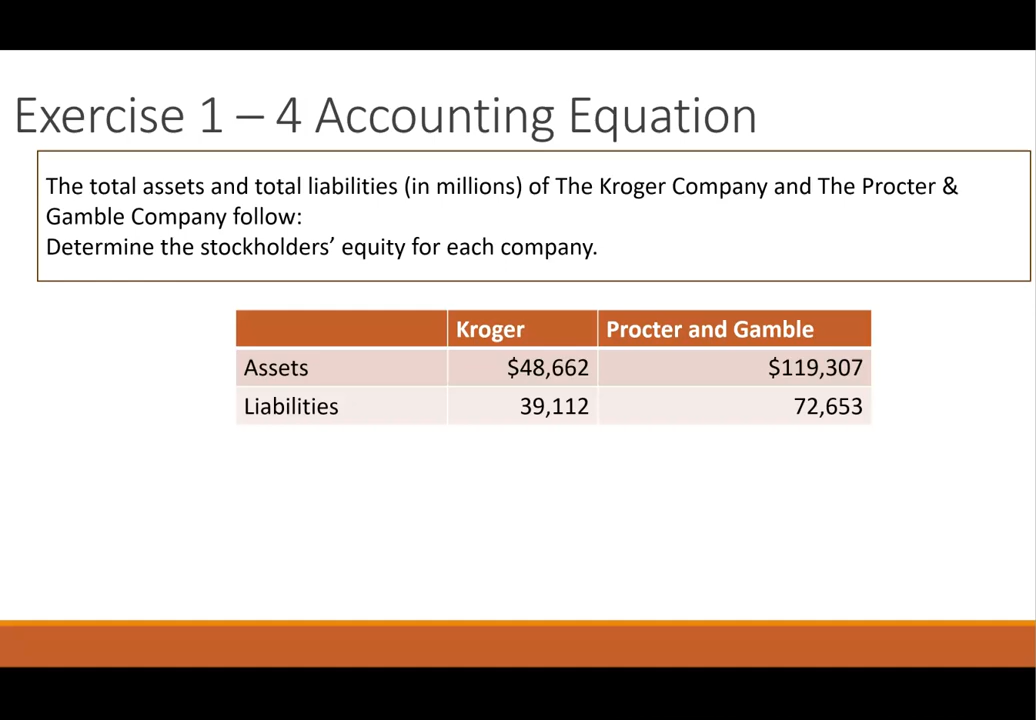 Exercise 1 – 4 Accounting Equation
The total assets and total liabilities (in millions) of The Kroger Company and The Procter &
Gamble Company follow:
Determine the stockholders’ equity for each company.
Kroger Procter and Gamble
Assets $48,662 $119,307
Liabilities 39,112 72,653